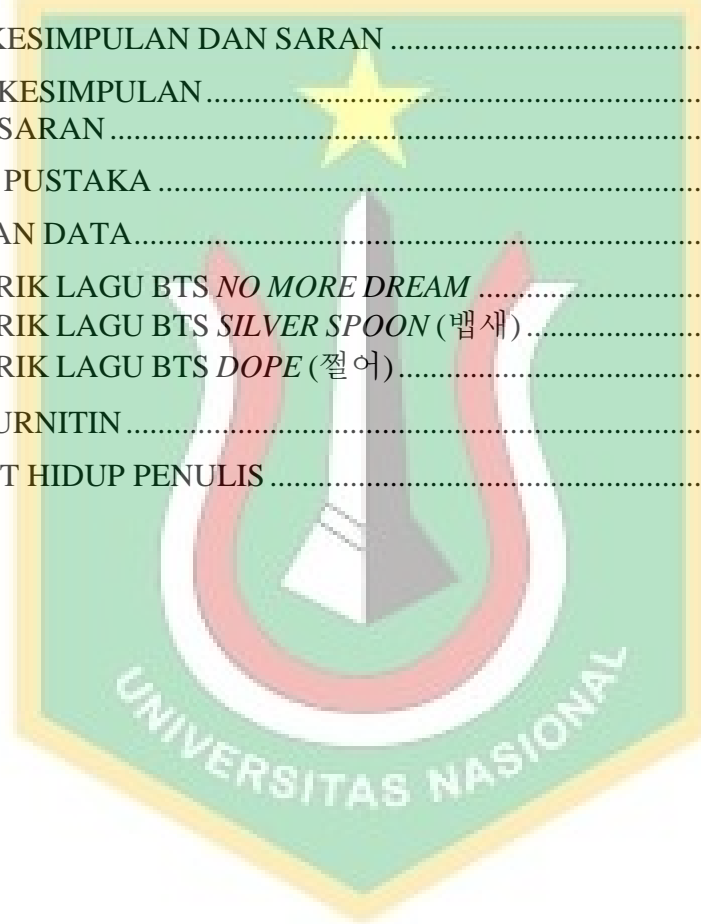 KESIMPULAN DAN SARAN ........................................
KESIMPULAN ........................................
SARAN ........................................
PUSTAKA ........................................
AN DATA ........................................
RIK LAGU BTS NO MORE DREAM ........................................
RIK LAGU BTS SILVER SPOON (뱁새) ........................................
RIK LAGU BTS DOPE (쩔어) ........................................
URNITIN ........................................
T HIDUP PENULIS ........................................
UNIVERSITAS NASIONAL